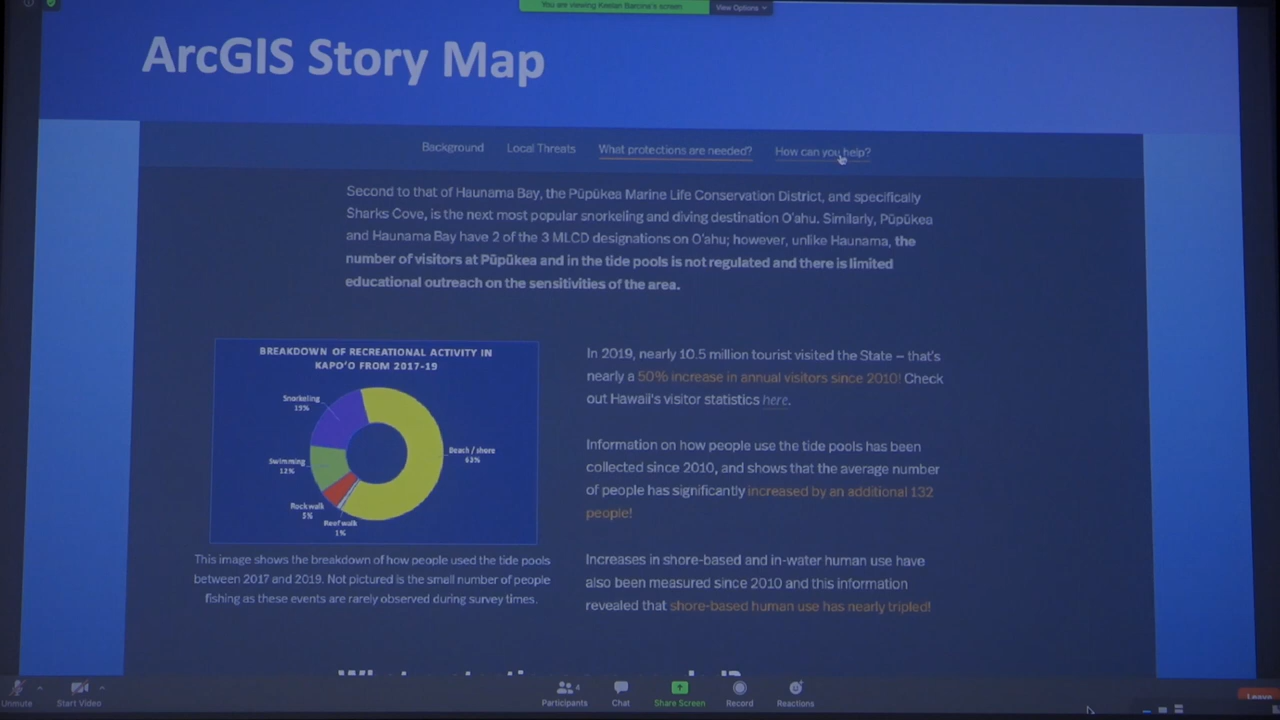 You are viewing Keelan Barcina's screen
View Options
ArcGIS Story Map
Background
Local Threats
What protections are needed?
How can you help?
Second to that of Haunama Bay, the Pūpūkea Marine Life Conservation District, and specifically
Sharks Cove, is the next most popular snorkeling and diving destination O'ahu. Similarly, Pūpūkea
and Haunama Bay have 2 of the 3 MLCD designations on O'ahu; however, unlike Haunama, the
number of visitors at Pūpūkea and in the tide pools is not regulated and there is limited
educational outreach on the sensitivities of the area.
BREAKDOWN OF RECREATIONAL ACTIVITY IN
KAPO'O FROM 2017-19
Snorkeling
19%
Swimming
12%
Rock walk
5%
Reef walk
1%
Beach / shore
63%
This image shows the breakdown of how people used the tide pools
between 2017 and 2019. Not pictured is the small number of people
fishing as these events are rarely observed during survey times.
In 2019, nearly 10.5 million tourist visited the State – that's
nearly a 50% increase in annual visitors since 2010! Check
out Hawaii's visitor statistics here.
Information on how people use the tide pools has been
collected since 2010, and shows that the average number
of people has significantly increased by an additional 132
people!
Increases in shore-based and in-water human use have
also been measured since 2010 and this information
revealed that shore-based human use has nearly tripled!
Unmute
Start Video
Participants
4
Chat
Share Screen
Record
Reactions
Leave